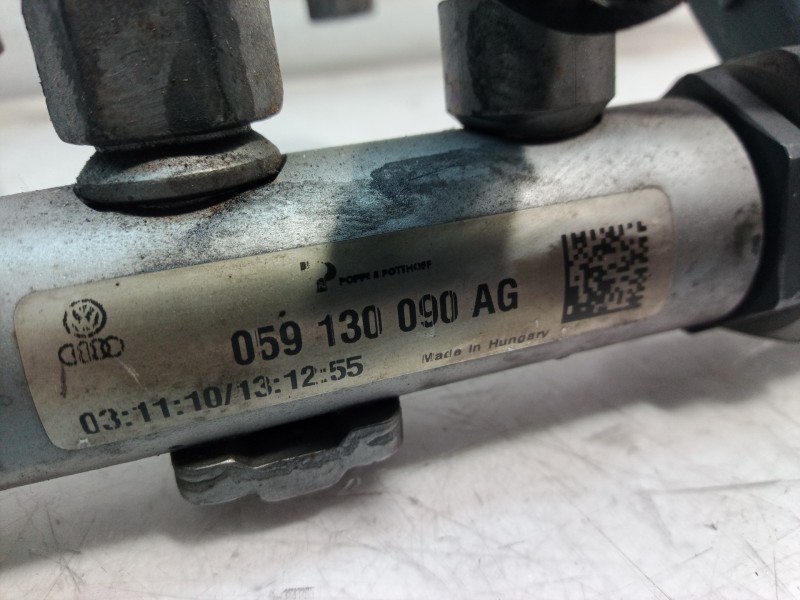 POPPE & POTTHOFF
059 130 090 AG
Made in Hungary
03:11:10/13:12:55